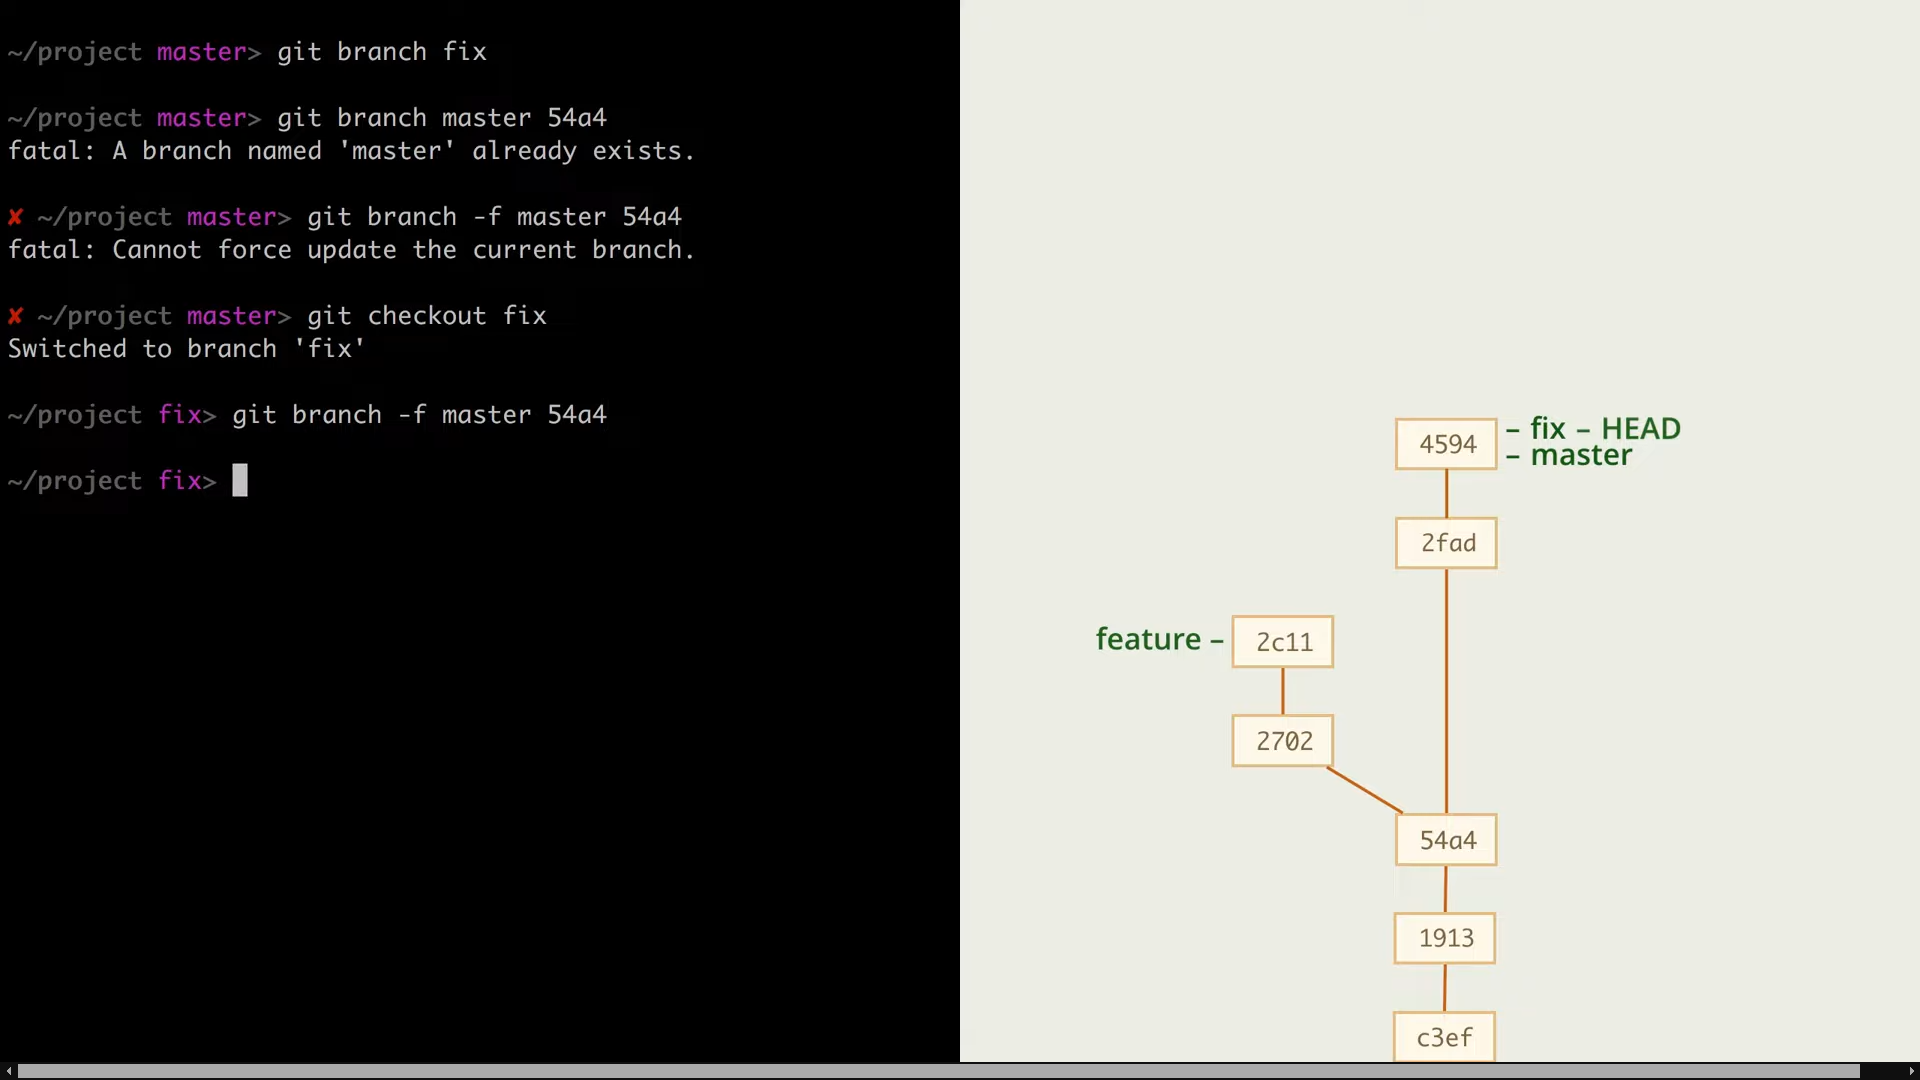 ~/project master> git branch fix
~/project master> git branch master 54a4
fatal: A branch named 'master' already exists.
✘ ~/project master> git branch -f master 54a4
fatal: Cannot force update the current branch.
✘ ~/project master> git checkout fix
Switched to branch 'fix'
~/project fix> git branch -f master 54a4
~/project fix>
4594 – fix – HEAD
– master
2fad
feature – 2c11
2702
54a4
1913
c3ef